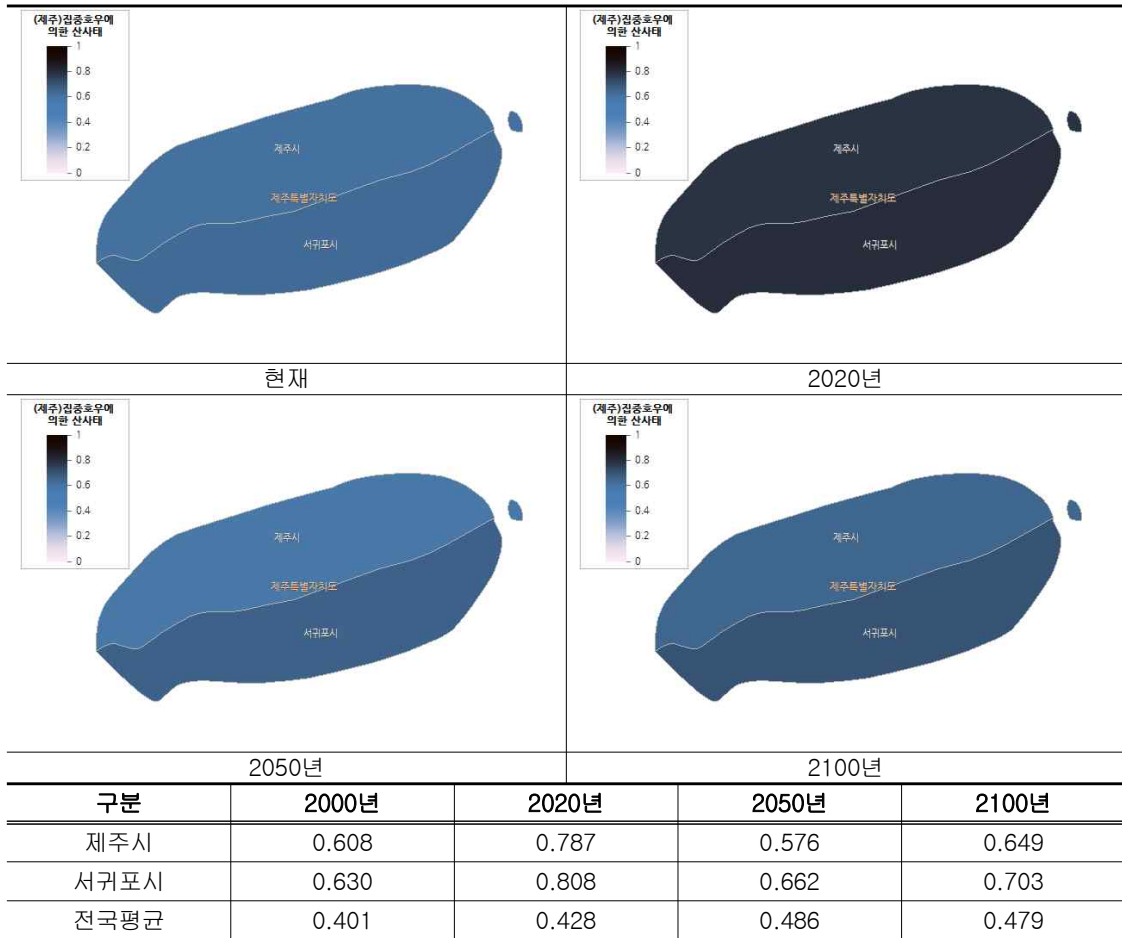 (제주)집중호우에
의한 산사태
1
0.8
0.6
0.4
0.2
0
제주시
제주특별자치도
서귀포시
(제주)집중호우에
의한 산사태
1
0.8
0.6
0.4
0.2
0
제주시
제주특별자치도
서귀포시
현재 2020년
(제주)집중호우에
의한 산사태
1
0.8
0.6
0.4
0.2
0
제주시
제주특별자치도
서귀포시
(제주)집중호우에
의한 산사태
1
0.8
0.6
0.4
0.2
0
제주시
제주특별자치도
서귀포시
2050년 2100년
구분 2000년 2020년 2050년 2100년
제주시 0.608 0.787 0.576 0.649
서귀포시 0.630 0.808 0.662 0.703
전국평균 0.401 0.428 0.486 0.479